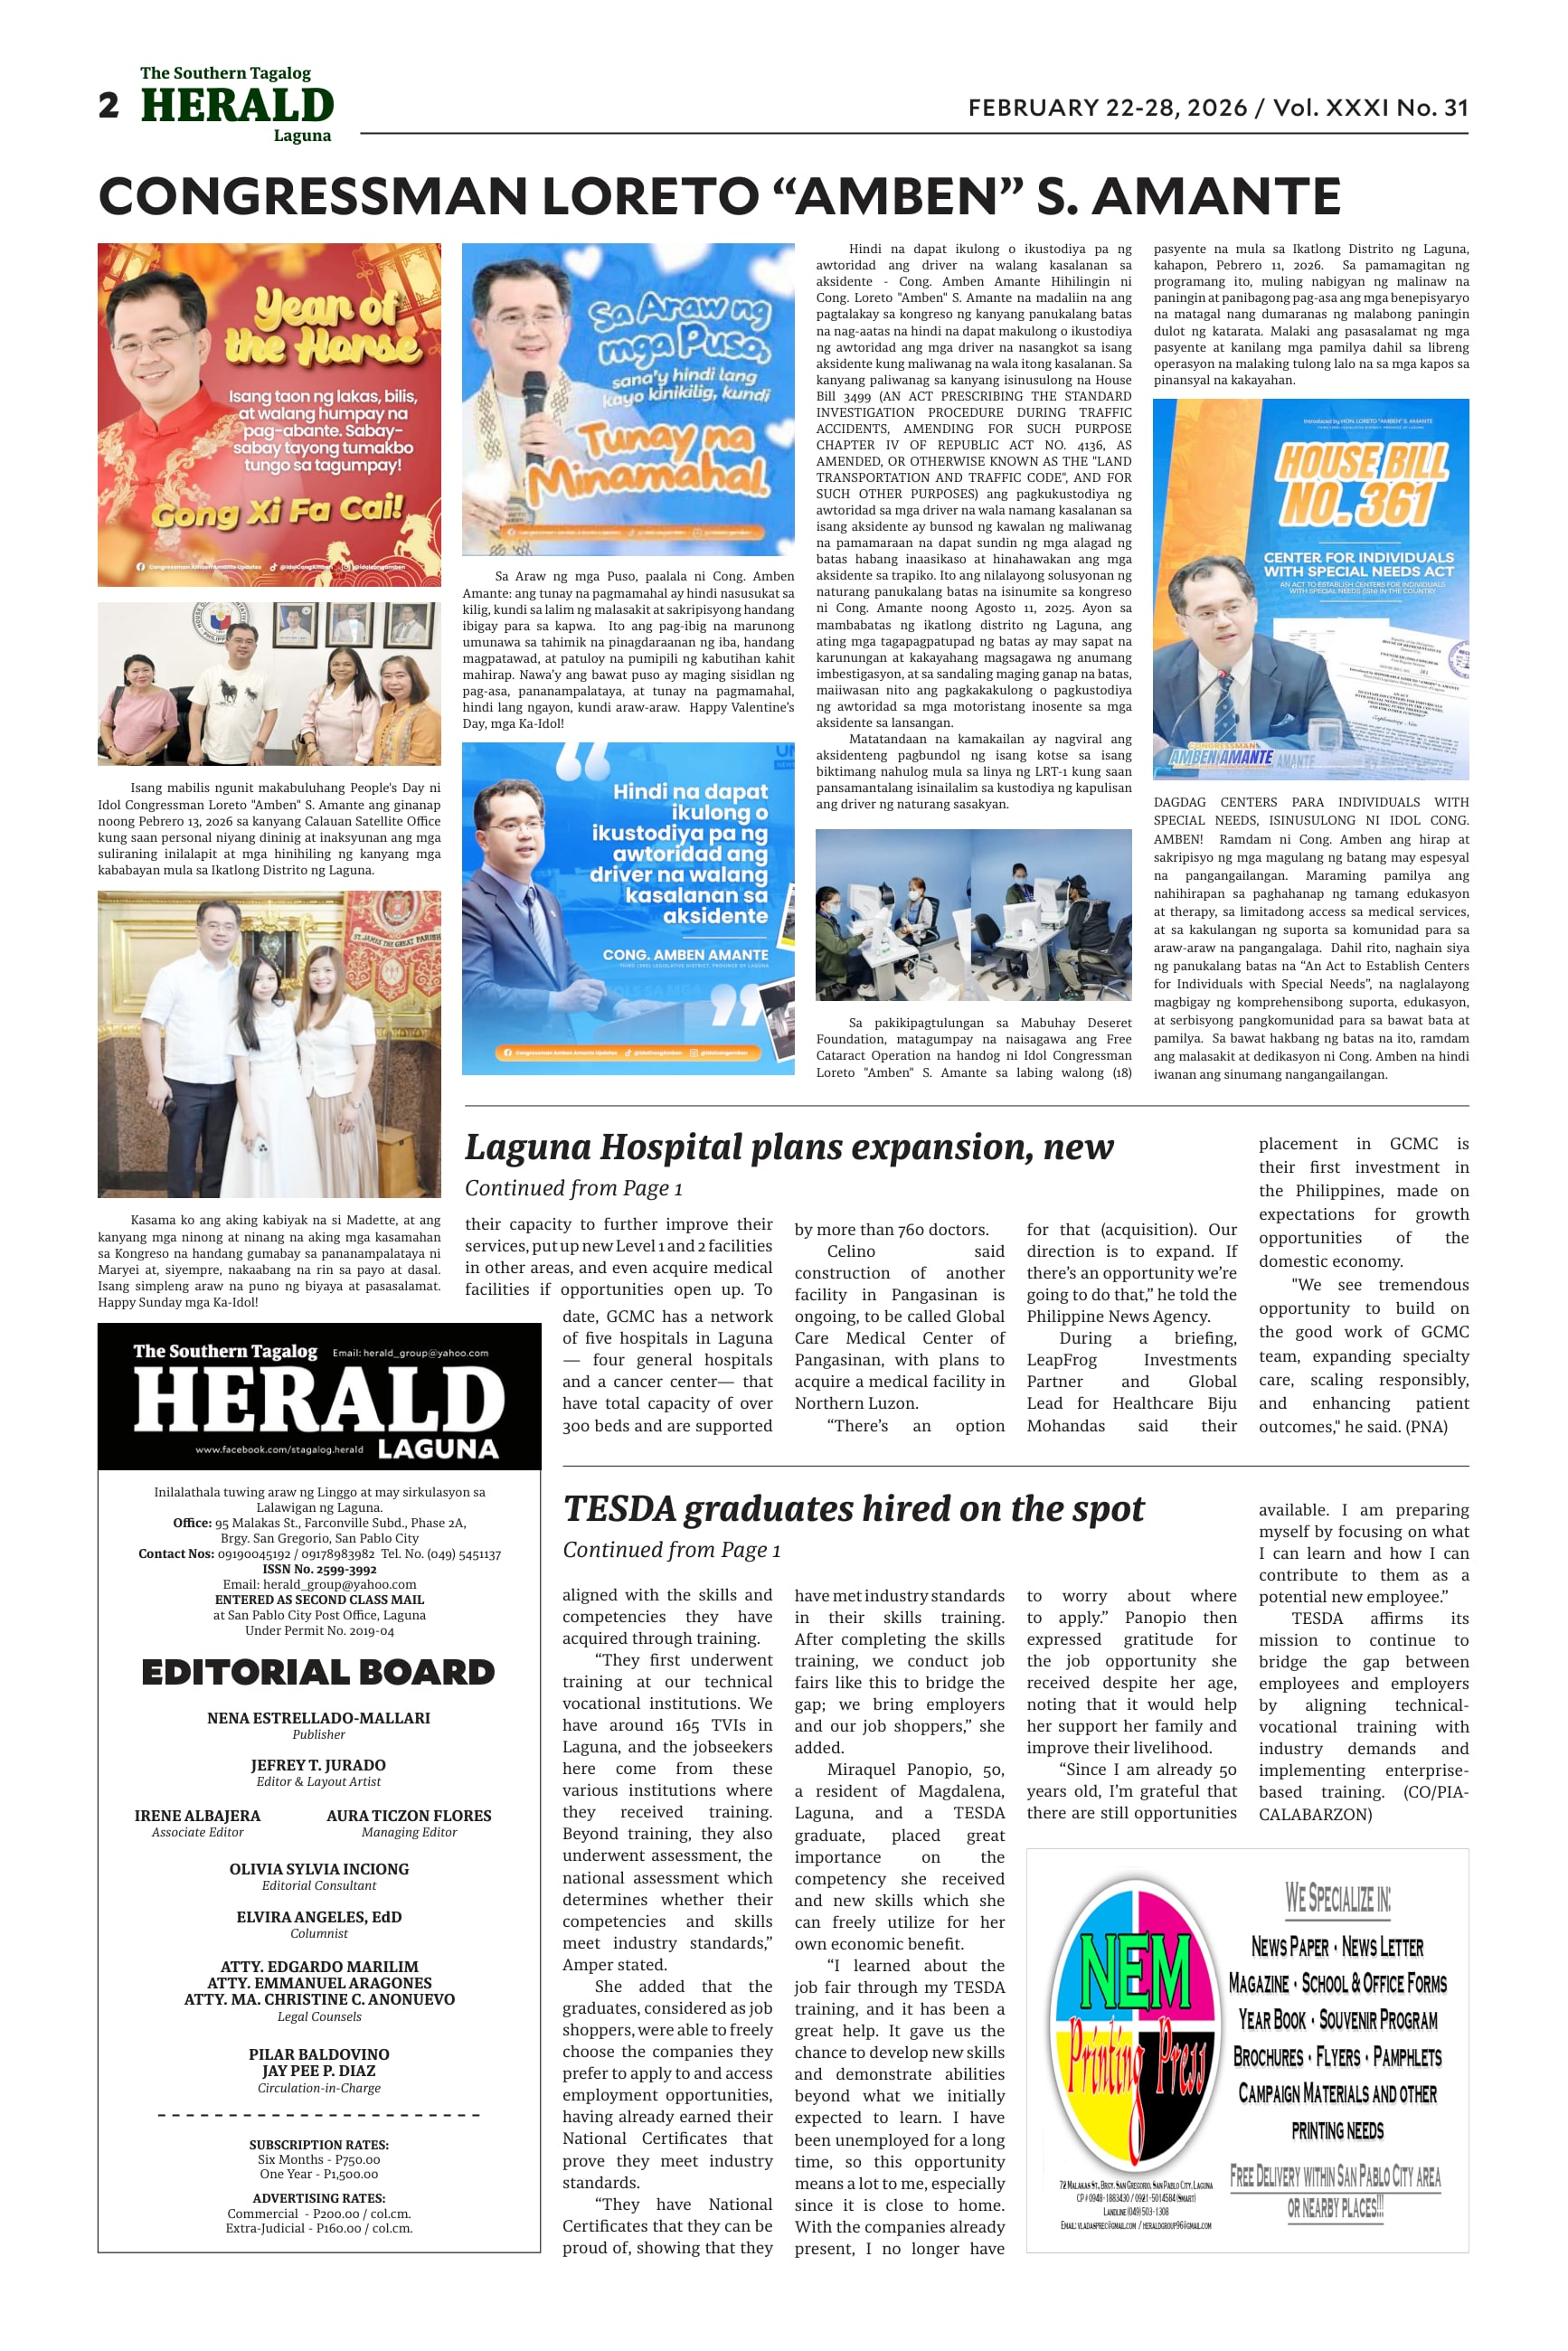 2
The Southern Tagalog
HERALD
Laguna
FEBRUARY 22-28, 2026 / Vol. XXXI No. 31
CONGRESSMAN LORETO “AMBEN” S. AMANTE
Year of
the Horse
Isang taon ng lakas, bilis,
at walang humpay na
pag-abante. Sabay-
sabay tayong tumakbo
tungo sa tagumpay!
Gong Xi Fa Cai!
Congressman Amben Amante Updates @IdolCongAmben @idolcongamben
Isang mabilis ngunit makabuluhang People's Day ni
Idol Congressman Loreto "Amben" S. Amante ang ginanap
noong Pebrero 13, 2026 sa kanyang Calauan Satellite Office
kung saan personal niyang dininig at inaksyunan ang mga
suliraning inilalapit at mga hinihiling ng kanyang mga
kababayan mula sa Ikatlong Distrito ng Laguna.
ST. JAMES THE GREAT PARISH
Kasama ko ang aking kabiyak na si Madette, at ang
kanyang mga ninong at ninang na aking mga kasamahan
sa Kongreso na handang gumabay sa pananampalataya ni
Maryei at, siyempre, nakaabang na rin sa payo at dasal.
Isang simpleng araw na puno ng biyaya at pasasalamat.
Happy Sunday mga Ka-Idol!
Sa Araw ng
mga Puso,
sana'y hindi lang
kayo kinikilig, kundi
Tunay na
Minamahal.
Sa Araw ng mga Puso, paalala ni Cong. Amben
Amante: ang tunay na pagmamahal ay hindi nasusukat sa
kilig, kundi sa lalim ng malasakit at sakripisyong handang
ibigay para sa kapwa. Ito ang pag-ibig na marunong
umunawa sa tahimik na pinagdaraanan ng iba, handang
magpatawad, at patuloy na pumipili ng kabutihan kahit
mahirap. Nawa’y ang bawat puso ay maging sisidlan ng
pag-asa, pananampalataya, at tunay na pagmamahal,
hindi lang ngayon, kundi araw-araw. Happy Valentine’s
Day, mga Ka-Idol!
“
Hindi na dapat
ikulong o
ikustodiya pa ng
awtoridad ang
driver na walang
kasalanan sa
aksidente
CONG. AMBEN AMANTE
THIRD LEGISLATIVE DISTRICT, PROVINCE OF LAGUNA
”
Congressman Amben Amante Updates @IdolCongAmben @idolcongamben
Hindi na dapat ikulong o ikustodiya pa ng
awtoridad ang driver na walang kasalanan sa
aksidente - Cong. Amben Amante Hihilingin ni
Cong. Loreto "Amben" S. Amante na madaliin na ang
pagtalakay sa kongreso ng kanyang panukalang batas
na nag-aatas na hindi na dapat makulong o ikustodiya
ng awtoridad ang mga driver na nasangkot sa isang
aksidente kung maliwanag na wala itong kasalanan. Sa
kanyang paliwanag sa kanyang isinusulong na House
Bill 3499 (AN ACT PRESCRIBING THE STANDARD
INVESTIGATION PROCEDURE DURING TRAFFIC
ACCIDENTS, AMENDING FOR SUCH PURPOSE
CHAPTER IV OF REPUBLIC ACT NO. 4136, AS
AMENDED, OR OTHERWISE KNOWN AS THE "LAND
TRANSPORTATION AND TRAFFIC CODE", AND FOR
SUCH OTHER PURPOSES) ang pagkukustodiya ng
awtoridad sa mga driver na wala namang kasalanan sa
isang aksidente ay bunsod ng kawalan ng maliwanag
na pamamaraan na dapat sundin ng mga alagad ng
batas habang inaasikaso at hinahawakan ang mga
aksidente sa trapiko. Ito ang nilalayong solusyonan ng
naturang panukalang batas na isinumite sa kongreso
ni Cong. Amante noong Agosto 11, 2025. Ayon sa
mambabatas ng ikatlong distrito ng Laguna, ang
ating mga tagapagpatupad ng batas ay may sapat na
karunungan at kakayahang magsagawa ng anumang
imbestigasyon, at sa sandaling maging ganap na batas,
maiiwasan nito ang pagkakakulong o pagkustodiya
ng awtoridad sa mga motoristang inosente sa mga
aksidente sa lansangan.
Matatandaan na kamakailan ay nagviral ang
aksidenteng pagbundol ng isang kotse sa isang
biktimang nahulog mula sa linya ng LRT-1 kung saan
pansamantalang isinailalim sa kustodiya ng kapulisan
ang driver ng naturang sasakyan.
Sa pakikipagtulungan sa Mabuhay Deseret
Foundation, matagumpay na naisagawa ang Free
Cataract Operation na handog ni Idol Congressman
Loreto "Amben" S. Amante sa labing walong (18)
pasyente na mula sa Ikatlong Distrito ng Laguna,
kahapon, Pebrero 11, 2026. Sa pamamagitan ng
programang ito, muling nabigyan ng malinaw na
paningin at panibagong pag-asa ang mga benepisyaryo
na matagal nang dumaranas ng malabong paningin
dulot ng katarata. Malaki ang pasasalamat ng mga
pasyente at kanilang mga pamilya dahil sa libreng
operasyon na malaking tulong lalo na sa mga kapos sa
pinansyal na kakayahan.
Introduced by HON. LORETO "AMBEN" S. AMANTE
HOUSE BILL
NO. 361
CENTER FOR INDIVIDUALS
WITH SPECIAL NEEDS ACT
AN ACT TO ESTABLISH CENTERS FOR INDIVIDUALS
WITH SPECIAL NEEDS (ISN) IN THE COUNTRY
Explanatory Note
CONGRESSMAN
AMBEN AMANTE
DAGDAG CENTERS PARA INDIVIDUALS WITH
SPECIAL NEEDS, ISINUSULONG NI IDOL CONG.
AMBEN! Ramdam ni Cong. Amben ang hirap at
sakripisyo ng mga magulang ng batang may espesyal
na pangangailangan. Maraming pamilya ang
nahihirapan sa paghahanap ng tamang edukasyon
at therapy, sa limitadong access sa medical services,
at sa kakulangan ng suporta sa komunidad para sa
araw-araw na pangangalaga. Dahil rito, naghain siya
ng panukalang batas na “An Act to Establish Centers
for Individuals with Special Needs”, na naglalayong
magbigay ng komprehensibong suporta, edukasyon,
at serbisyong pangkomunidad para sa bawat bata at
pamilya. Sa bawat hakbang ng batas na ito, ramdam
ang malasakit at dedikasyon ni Cong. Amben na hindi
iwanan ang sinumang nangangailangan.
Laguna Hospital plans expansion, new
Continued from Page 1
their capacity to further improve their
services, put up new Level 1 and 2 facilities
in other areas, and even acquire medical
facilities if opportunities open up. To
date, GCMC has a network
of five hospitals in Laguna
— four general hospitals
and a cancer center— that
have total capacity of over
300 beds and are supported
by more than 760 doctors.
Celino said
construction of another
facility in Pangasinan is
ongoing, to be called Global
Care Medical Center of
Pangasinan, with plans to
acquire a medical facility in
Northern Luzon.
“There’s an option
for that (acquisition). Our
direction is to expand. If
there’s an opportunity we’re
going to do that,” he told the
Philippine News Agency.
During a briefing,
LeapFrog Investments
Partner and Global
Lead for Healthcare Biju
Mohandas said their
placement in GCMC is
their first investment in
the Philippines, made on
expectations for growth
opportunities of the
domestic economy.
"We see tremendous
opportunity to build on
the good work of GCMC
team, expanding specialty
care, scaling responsibly,
and enhancing patient
outcomes," he said. (PNA)
The Southern Tagalog Email: herald_group@yahoo.com
HERALD
www.facebook.com/stagalog.herald LAGUNA
Inilalathala tuwing araw ng Linggo at may sirkulasyon sa
Lalawigan ng Laguna.
Office: 95 Malakas St., Farconville Subd., Phase 2A,
Brgy. San Gregorio, San Pablo City
Contact Nos: 09190045192 / 09178983982 Tel. No. (049) 5451137
ISSN No. 2599-3992
Email: herald_group@yahoo.com
ENTERED AS SECOND CLASS MAIL
at San Pablo City Post Office, Laguna
Under Permit No. 2019-04
EDITORIAL BOARD
NENA ESTRELLADO-MALLARI
Publisher
JEFREY T. JURADO
Editor & Layout Artist
IRENE ALBAJERA
Associate Editor
AURA TICZON FLORES
Managing Editor
OLIVIA SYLVIA INCIONG
Editorial Consultant
ELVIRA ANGELES, EdD
Columnist
ATTY. EDGARDO MARILIM
ATTY. EMMANUEL ARAGONES
ATTY. MA. CHRISTINE C. ANONUEVO
Legal Counsels
PILAR BALDOVINO
JAY PEE P. DIAZ
Circulation-in-Charge
SUBSCRIPTION RATES:
Six Months - P750.00
One Year - P1,500.00
ADVERTISING RATES:
Commercial - P200.00 / col.cm.
Extra-Judicial - P160.00 / col.cm.
TESDA graduates hired on the spot
Continued from Page 1
aligned with the skills and
competencies they have
acquired through training.
“They first underwent
training at our technical
vocational institutions. We
have around 165 TVIs in
Laguna, and the jobseekers
here come from these
various institutions where
they received training.
Beyond training, they also
underwent assessment, the
national assessment which
determines whether their
competencies and skills
meet industry standards,”
Amper stated.
She added that the
graduates, considered as job
shoppers, were able to freely
choose the companies they
prefer to apply to and access
employment opportunities,
having already earned their
National Certificates that
prove they meet industry
standards.
“They have National
Certificates that they can be
proud of, showing that they
have met industry standards
in their skills training.
After completing the skills
training, we conduct job
fairs like this to bridge the
gap; we bring employers
and our job shoppers,” she
added.
Miraquel Panopio, 50,
a resident of Magdalena,
Laguna, and a TESDA
graduate, placed great
importance on the
competency she received
and new skills which she
can freely utilize for her
own economic benefit.
“I learned about the
job fair through my TESDA
training, and it has been a
great help. It gave us the
chance to develop new skills
and demonstrate abilities
beyond what we initially
expected to learn. I have
been unemployed for a long
time, so this opportunity
means a lot to me, especially
since it is close to home.
With the companies already
present, I no longer have
to worry about where
to apply.” Panopio then
expressed gratitude for
the job opportunity she
received despite her age,
noting that it would help
her support her family and
improve their livelihood.
“Since I am already 50
years old, I’m grateful that
there are still opportunities
available. I am preparing
myself by focusing on what
I can learn and how I can
contribute to them as a
potential new employee.”
TESDA affirms its
mission to continue to
bridge the gap between
employees and employers
by aligning technical-
vocational training with
industry demands and
implementing enterprise-
based training. (CO/PIA-
CALABARZON)
NEM
Printing Press
72 MALAKAS ST., BRGY. SAN GREGORIO, SAN PABLO CITY, LAGUNA
CP # 0948-1883430 / 0921-5014584 (SMART)
LANDLINE (049) 503-1308
WE SPECIALIZE IN:
NEWS PAPER · NEWS LETTER
MAGAZINE · SCHOOL & OFFICE FORMS
YEAR BOOK · SOUVENIR PROGRAM
BROCHURES · FLYERS · PAMPHLETS
CAMPAIGN MATERIALS AND OTHER
PRINTING NEEDS
FREE DELIVERY WITHIN SAN PABLO CITY AREA
OR NEARBY PLACES!!!